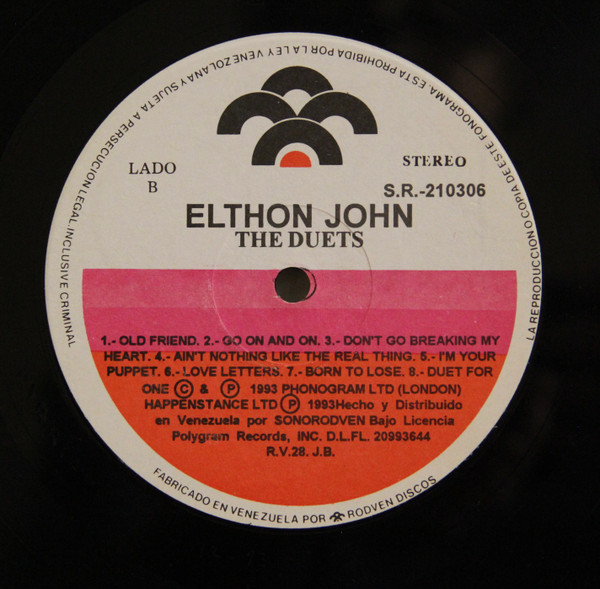 LA REPRODUCCION O COPIA DE ESTE FONOGRAMA, ESTA PROHIBIDA POR LA LEY VENEZOLANA Y SUJETA A PERSECUCION LEGAL, INCLUSIVE CRIMINAL
LADO
B
STEREO
S.R.-210306
ELTHON JOHN
THE DUETS
1.- OLD FRIEND. 2.- GO ON AND ON. 3.- DON'T GO BREAKING MY
HEART. 4.- AIN'T NOTHING LIKE THE REAL THING. 5.- I'M YOUR
PUPPET. 6.- LOVE LETTERS. 7.- BORN TO LOSE. 8.- DUET FOR
ONE Ⓒ & Ⓟ 1993 PHONOGRAM LTD (LONDON)
HAPPENSTANCE LTD Ⓟ 1993Hecho y Distribuido
en Venezuela por SONORODVEN Bajo Licencia
Polygram Records, INC. D.L.FL. 20993644
R.V.28. J.B.
FABRICADO EN VENEZUELA POR RODVEN DISCOS